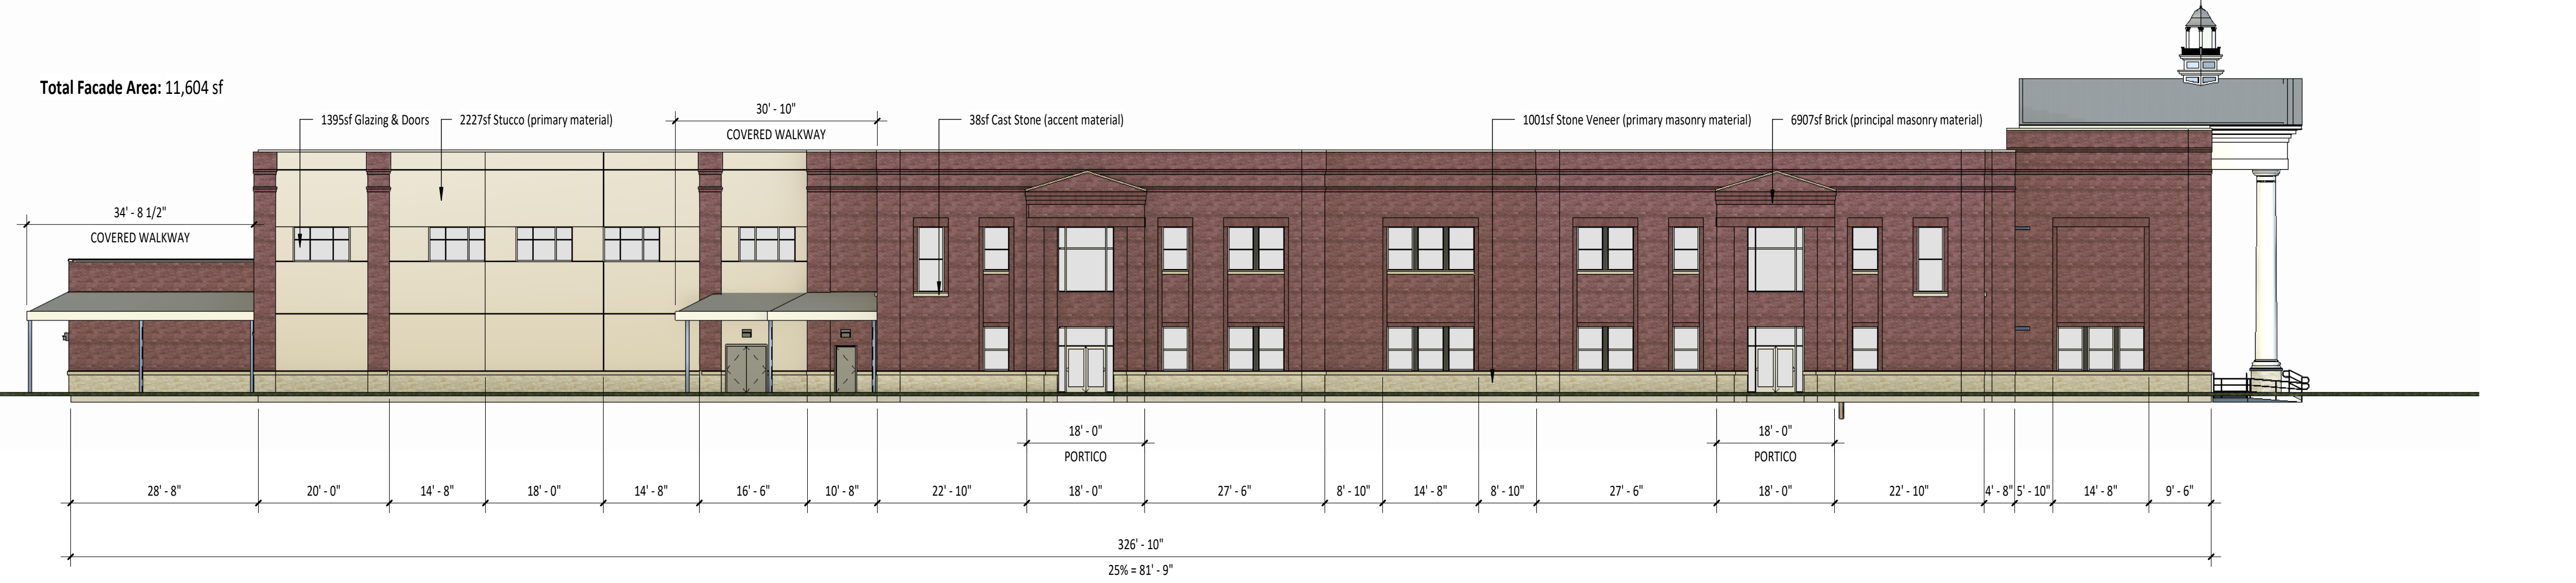 Total Facade Area: 11,604 sf
30' - 10"
COVERED WALKWAY
1395sf Glazing & Doors
2227sf Stucco (primary material)
38sf Cast Stone (accent material)
1001sf Stone Veneer (primary masonry material)
6907sf Brick (principal masonry material)
34' - 8 1/2"
COVERED WALKWAY
18' - 0"
PORTICO
18' - 0"
PORTICO
28' - 8"
20' - 0"
14' - 8"
18' - 0"
14' - 8"
16' - 6"
10' - 8"
22' - 10"
18' - 0"
27' - 6"
8' - 10"
14' - 8"
8' - 10"
27' - 6"
18' - 0"
22' - 10"
4' - 8"
5' - 10"
14' - 8"
9' - 6"
326' - 10"
25% = 81' - 9"